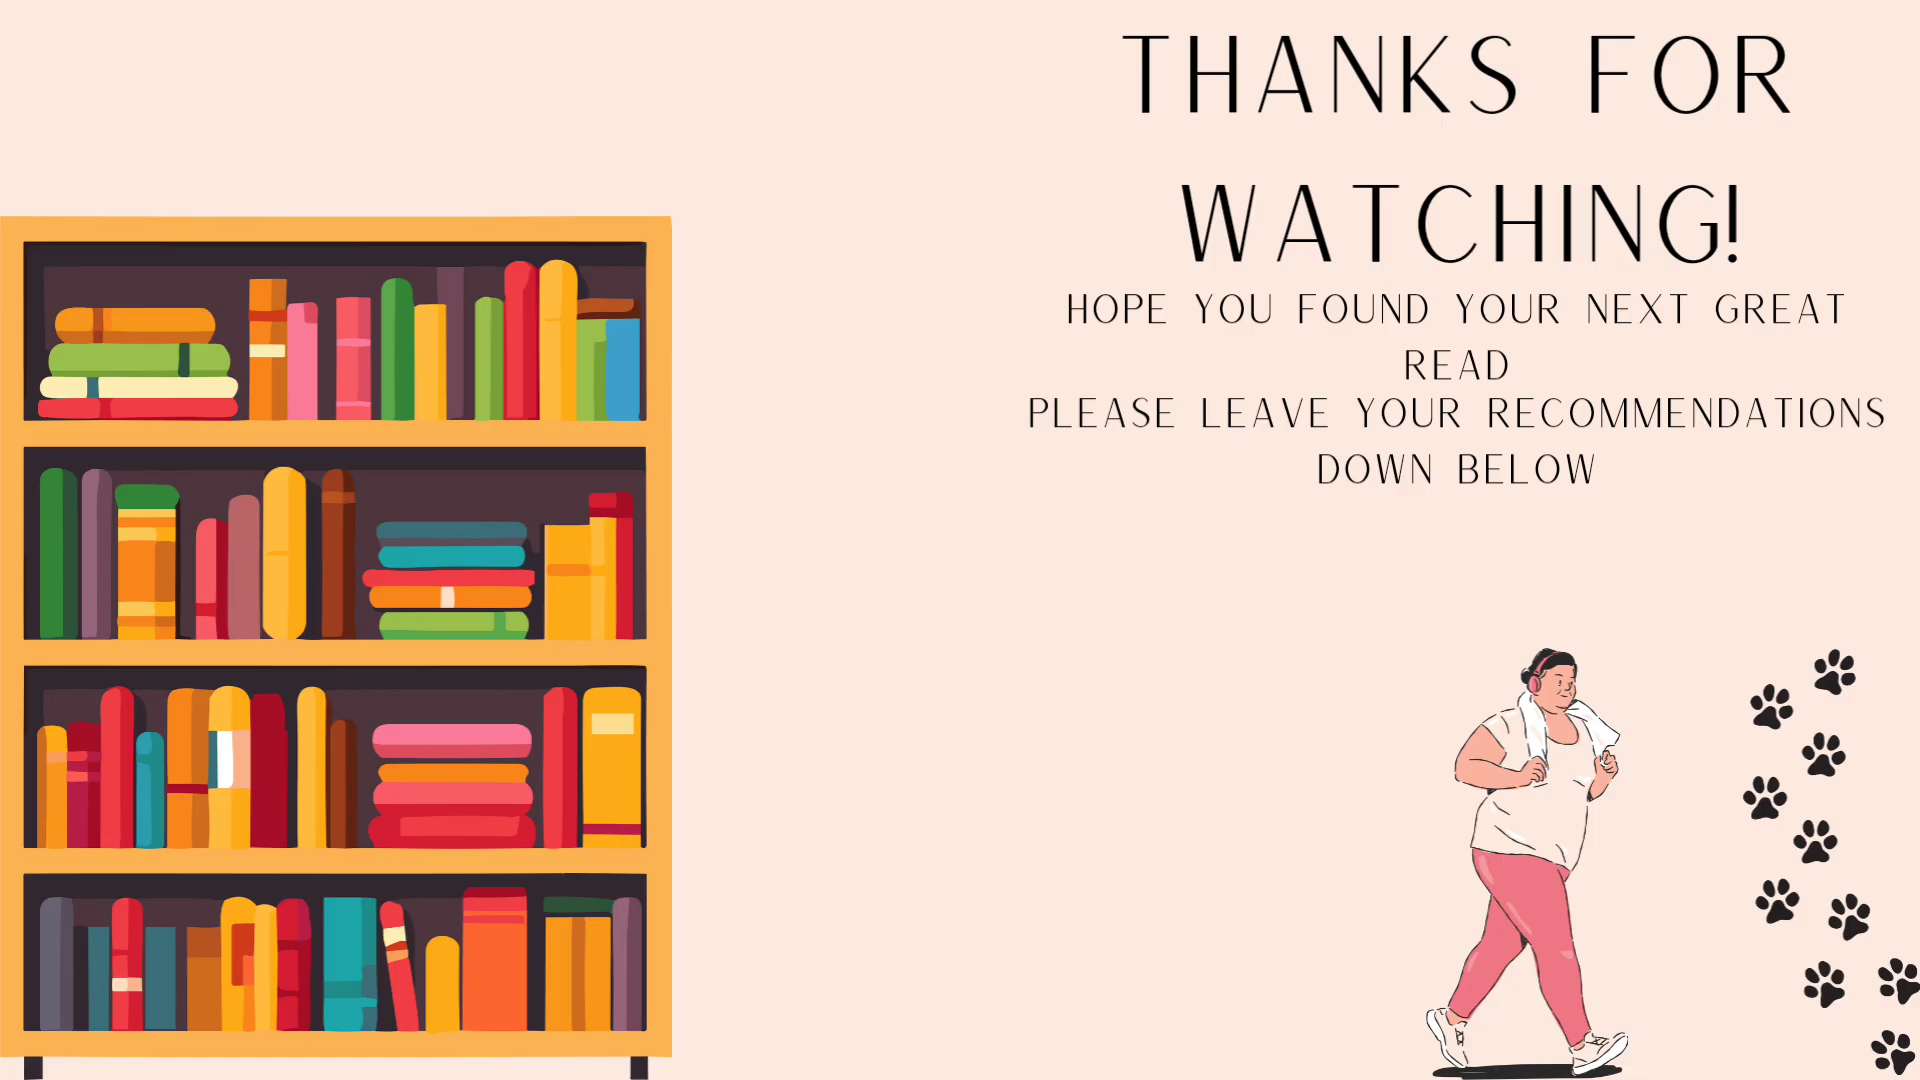 THANKS FOR
WATCHING!
HOPE YOU FOUND YOUR NEXT GREAT
READ
PLEASE LEAVE YOUR RECOMMENDATIONS
DOWN BELOW